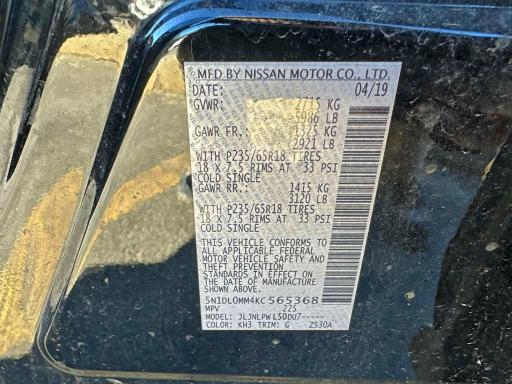 MFD BY NISSAN MOTOR CO., LTD.
DATE: 04/19
GVWR: 2715 KG
5986 LB
GAWR FR.: 1325 KG
2921 LB
WITH P235/65R18 TIRES
18 X 7.5 RIMS AT 33 PSI
COLD SINGLE
GAWR RR.: 1415 KG
3120 LB
WITH P235/65R18 TIRES
18 X 7.5 RIMS AT 33 PSI
COLD SINGLE
THIS VEHICLE CONFORMS TO
ALL APPLICABLE FEDERAL
MOTOR VEHICLE SAFETY AND
THEFT PREVENTION
STANDARDS IN EFFECT ON
THE DATE OF MANUFACTURE
SHOWN ABOVE.
5N1DL0MM4KC565368
MPV 225
MODEL: JLJNLPWL50DU7-----
COLOR: KH3 TRIM: G ZS30A